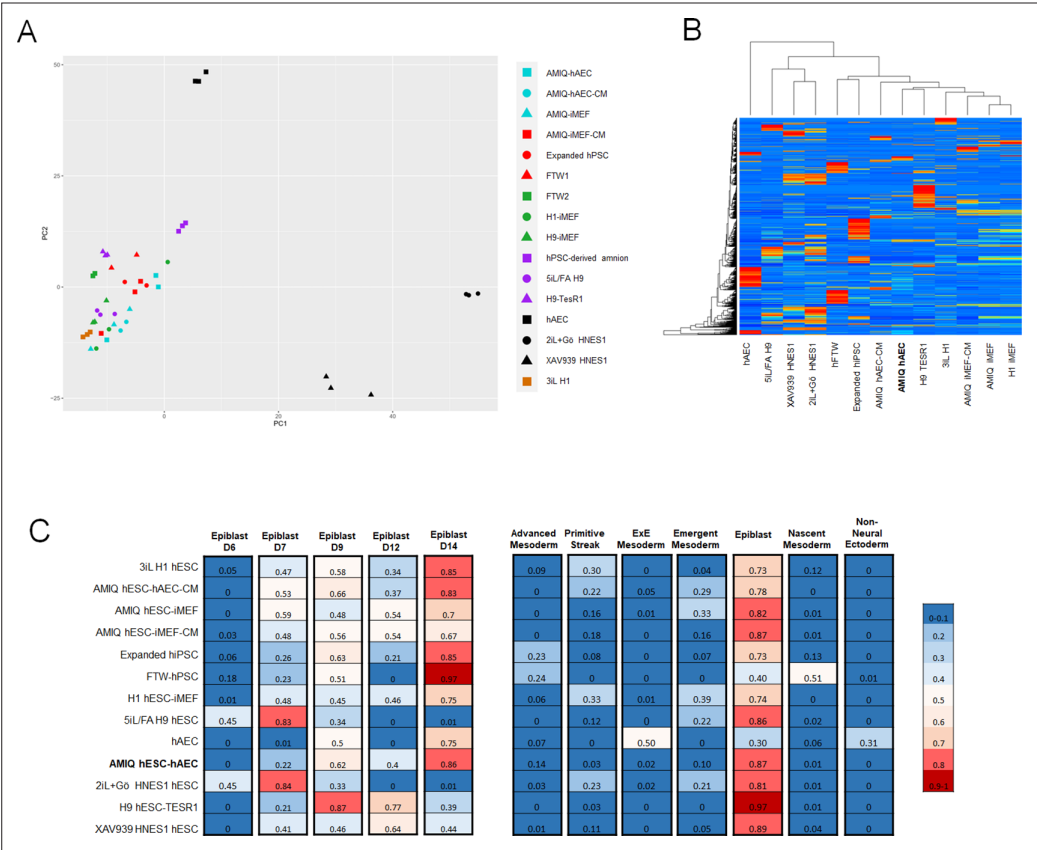 A
50
25
0
-25
PC2
0
20
40
PC1
AMIQ-hAEC
AMIQ-hAEC-CM
AMIQ-iMEF
AMIQ-iMEF-CM
Expanded hPSC
FTW1
FTW2
H1-iMEF
H9-iMEF
hPSC-derived amnion
5iL/FA H9
H9-TesR1
hAEC
2iL+Gö HNES1
XAV939 HNES1
3iL H1
B
hAEC
5iL/FA H9
XAV939 HNES1
2iL+Gö HNES1
hFTW
Expanded hiPSC
AMIQ hAEC-CM
AMIQ hAEC
H9 TESR1
3iL H1
AMIQ iMEF-CM
AMIQ iMEF
H1 iMEF
C
Epiblast D6 Epiblast D7 Epiblast D9 Epiblast D12 Epiblast D14 Advanced Mesoderm Primitive Streak ExE Mesoderm Emergent Mesoderm Epiblast Nascent Mesoderm Non-Neural Ectoderm
3iL H1 hESC 0.05 0.47 0.58 0.34 0.85 0.09 0.30 0 0.04 0.73 0.12 0
AMIQ hESC-hAEC-CM 0 0.53 0.66 0.37 0.83 0 0.22 0.05 0.29 0.78 0 0
AMIQ hESC-iMEF 0 0.59 0.48 0.54 0.7 0 0.16 0.01 0.33 0.82 0.01 0
AMIQ hESC-iMEF-CM 0.03 0.48 0.56 0.54 0.67 0 0.18 0 0.16 0.87 0.01 0
Expanded hiPSC 0.06 0.26 0.63 0.21 0.85 0.23 0.08 0 0.07 0.73 0.13 0
FTW-hPSC 0.18 0.23 0.51 0 0.97 0.24 0 0 0 0.40 0.51 0.01
H1 hESC-iMEF 0.01 0.48 0.45 0.46 0.75 0.06 0.33 0 0.39 0.74 0.01 0
5iL/FA H9 hESC 0.45 0.83 0.34 0 0.01 0 0.12 0 0.22 0.86 0.02 0
hAEC 0 0.01 0.5 0 0.75 0.07 0 0.50 0 0.30 0.06 0.31
AMIQ hESC-hAEC 0 0.22 0.62 0.4 0.86 0.14 0.03 0.02 0.10 0.87 0.01 0
2iL+Gö HNES1 hESC 0.45 0.84 0.33 0 0.01 0.03 0.23 0 0.21 0.81 0.01 0
H9 hESC-TESR1 0 0.21 0.87 0.77 0.39 0 0.03 0 0 0.97 0 0
XAV939 HNES1 hESC 0 0.41 0.46 0.64 0.44 0.01 0.11 0 0.05 0.89 0.04 0
0-0.1
0.2
0.3
0.4
0.5
0.6
0.7
0.8
0.9-1